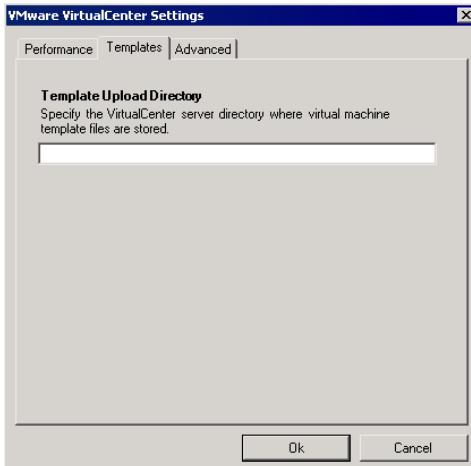 VMware VirtualCenter Settings
Performance Templates Advanced
Template Upload Directory
Specify the VirtualCenter server directory where virtual machine
template files are stored.
Ok Cancel